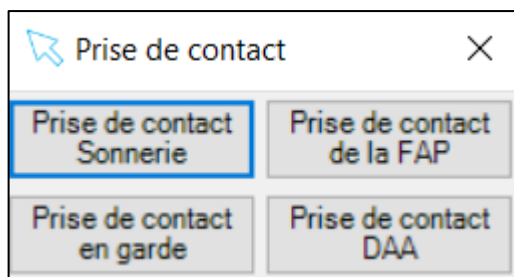 Prise de contact
Prise de contact
Sonnerie
Prise de contact
de la FAP
Prise de contact
en garde
Prise de contact
DAA